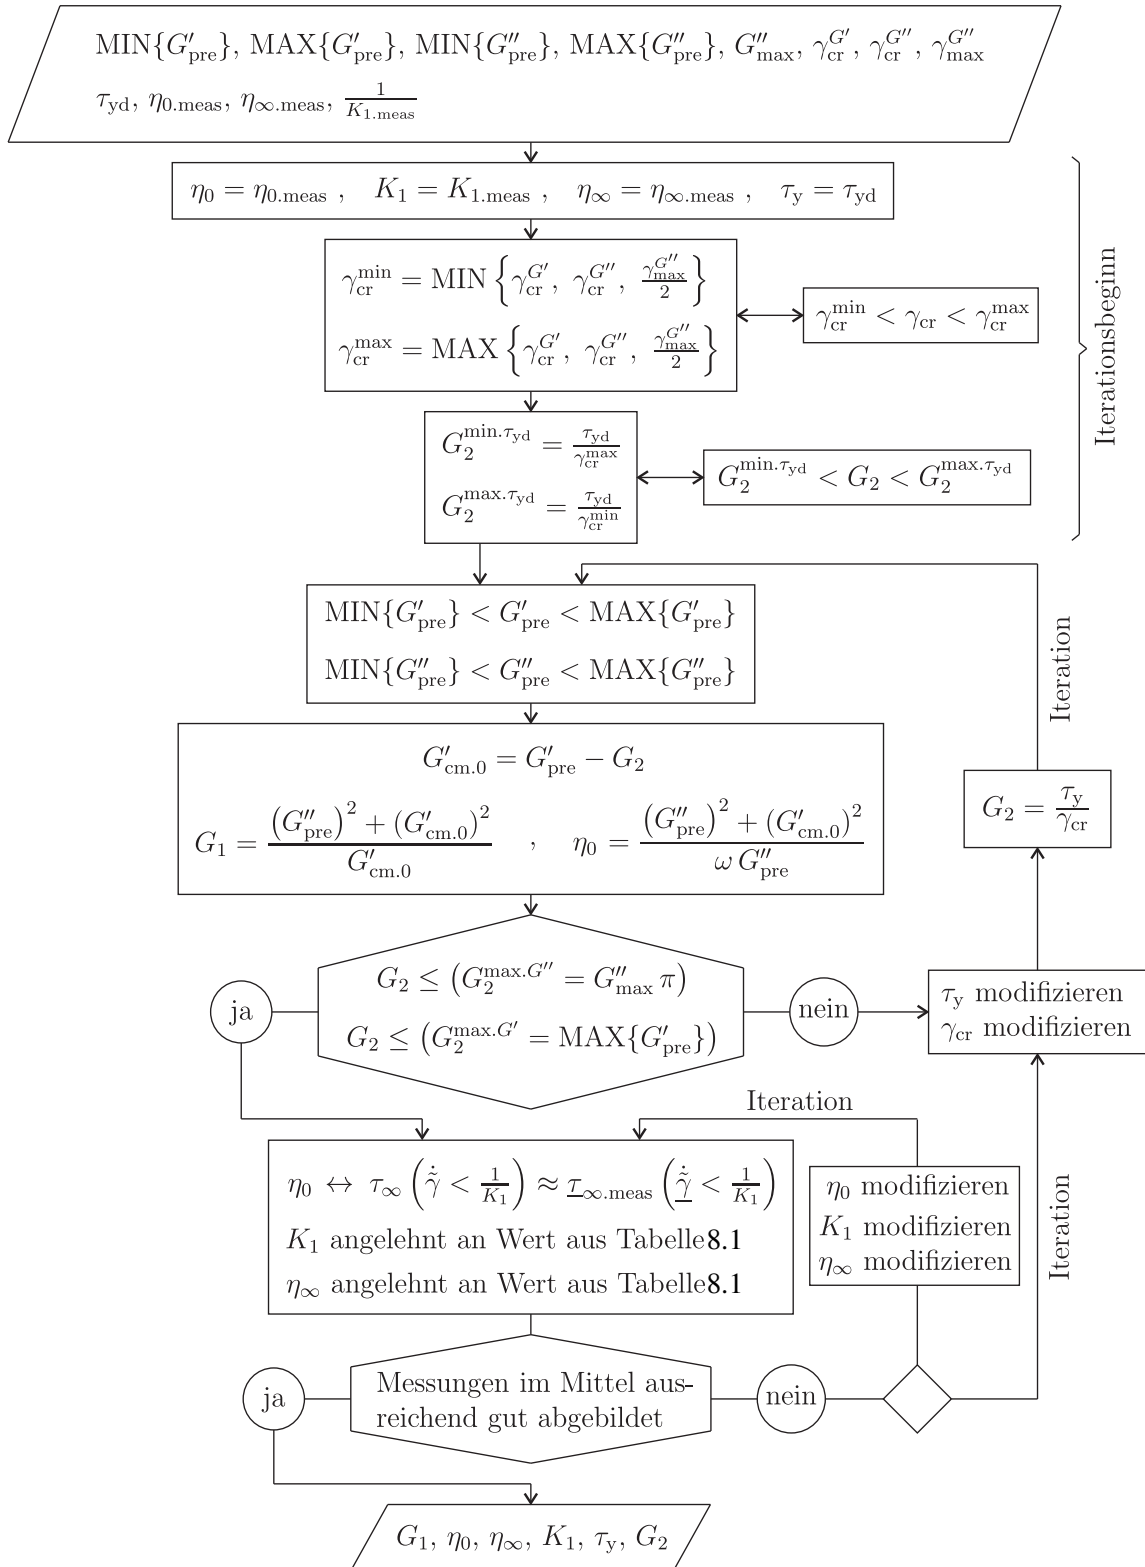 MIN{G′pre}, MAX{G′pre}, MIN{G″pre}, MAX{G″pre}, G″max, γcr^G′, γcr^G″, γmax^G″
τyd, η0.meas, η∞.meas, 1/K1.meas
η0 = η0.meas , K1 = K1.meas , η∞ = η∞.meas , τy = τyd
γcr^min = MIN {γcr^G′, γcr^G″, γmax^G″/2}
γcr^max = MAX {γcr^G′, γcr^G″, γmax^G″/2}
γcr^min < γcr < γcr^max
Iterationsbeginn
G2^min.τyd = τyd/γcr^max
G2^max.τyd = τyd/γcr^min
G2^min.τyd < G2 < G2^max.τyd
MIN{G′pre} < G′pre < MAX{G′pre}
MIN{G″pre} < G″pre < MAX{G″pre}
Iteration
G′cm.0 = G′pre − G2
G1 = ((G″pre)² + (G′cm.0)²)/G′cm.0 , η0 = ((G″pre)² + (G′cm.0)²)/(ω G″pre)
G2 = τy/γcr
G2 ≤ (G2^max.G″ = G″max π)
G2 ≤ (G2^max.G′ = MAX{G′pre})
ja
nein
τy modifizieren
γcr modifizieren
Iteration
η0 ↔ τ∞ (γ̃̇ < 1/K1) ≈ τ̲∞.meas (γ̲̃̇ < 1/K1)
K1 angelehnt an Wert aus Tabelle8.1
η∞ angelehnt an Wert aus Tabelle8.1
η0 modifizieren
K1 modifizieren
η∞ modifizieren
Iteration
ja
Messungen im Mittel aus-
reichend gut abgebildet
nein
G1, η0, η∞, K1, τy, G2